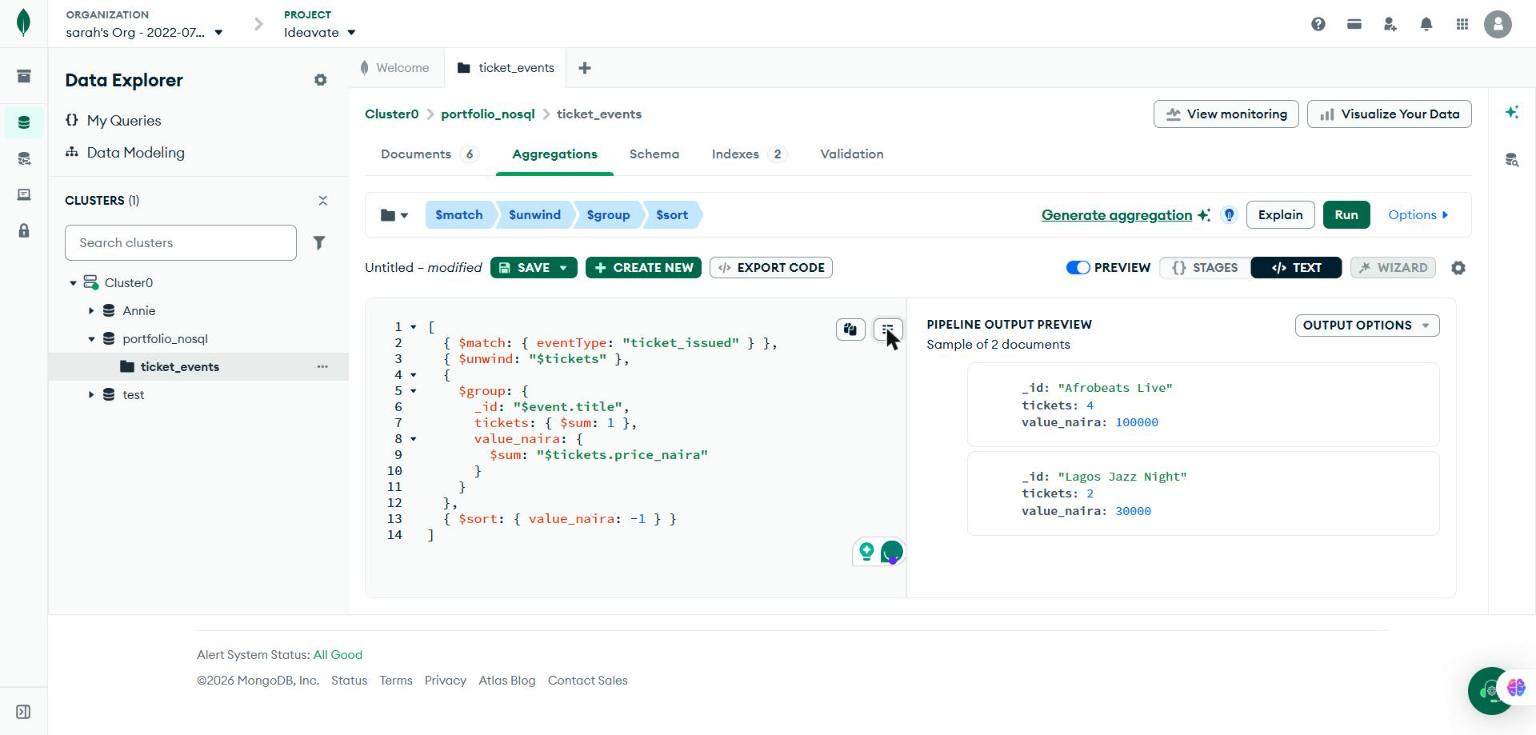 ORGANIZATION
sarah's Org - 2022-07...
PROJECT
Ideavate
Data Explorer
My Queries
Data Modeling
CLUSTERS (1)
Search clusters
Cluster0
Annie
portfolio_nosql
ticket_events
test
Welcome
ticket_events
Cluster0 > portfolio_nosql > ticket_events
View monitoring
Visualize Your Data
Documents 6
Aggregations
Schema
Indexes 2
Validation
$match
$unwind
$group
$sort
Generate aggregation
Explain
Run
Options
Untitled – modified
SAVE
+ CREATE NEW
</> EXPORT CODE
PREVIEW
{} STAGES
</> TEXT
WIZARD
1 [
2 { $match: { eventType: "ticket_issued" } },
3 { $unwind: "$tickets" },
4 {
5 $group: {
6 _id: "$event.title",
7 tickets: { $sum: 1 },
8 value_naira: {
9 $sum: "$tickets.price_naira"
10 }
11 }
12 },
13 { $sort: { value_naira: -1 } }
14 ]
PIPELINE OUTPUT PREVIEW
Sample of 2 documents
OUTPUT OPTIONS
_id: "Afrobeats Live"
tickets: 4
value_naira: 100000
_id: "Lagos Jazz Night"
tickets: 2
value_naira: 30000
Alert System Status: All Good
©2026 MongoDB, Inc. Status Terms Privacy Atlas Blog Contact Sales